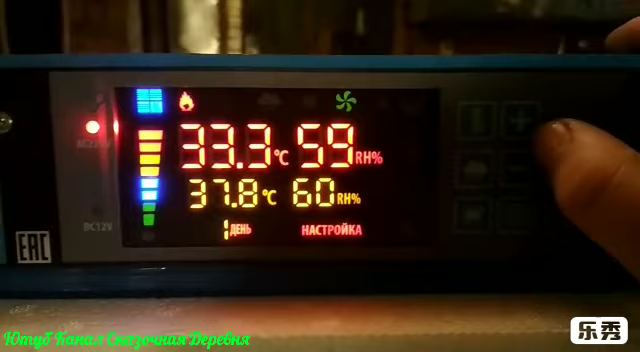 33.3 °C 59 RH%
37.8 °C 60 RH%
1 ДЕНЬ НАСТРОЙКА
DC12V
EAC
Ютуб Канал Сказочная Деревня
乐秀